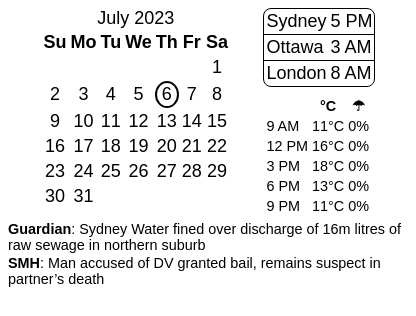 July 2023
Su Mo Tu We Th Fr Sa
1
2 3 4 5 6 7 8
9 10 11 12 13 14 15
16 17 18 19 20 21 22
23 24 25 26 27 28 29
30 31
Sydney 5 PM
Ottawa 3 AM
London 8 AM
°C ☂
9 AM 11°C 0%
12 PM 16°C 0%
3 PM 18°C 0%
6 PM 13°C 0%
9 PM 11°C 0%
Guardian: Sydney Water fined over discharge of 16m litres of
raw sewage in northern suburb
SMH: Man accused of DV granted bail, remains suspect in
partner’s death